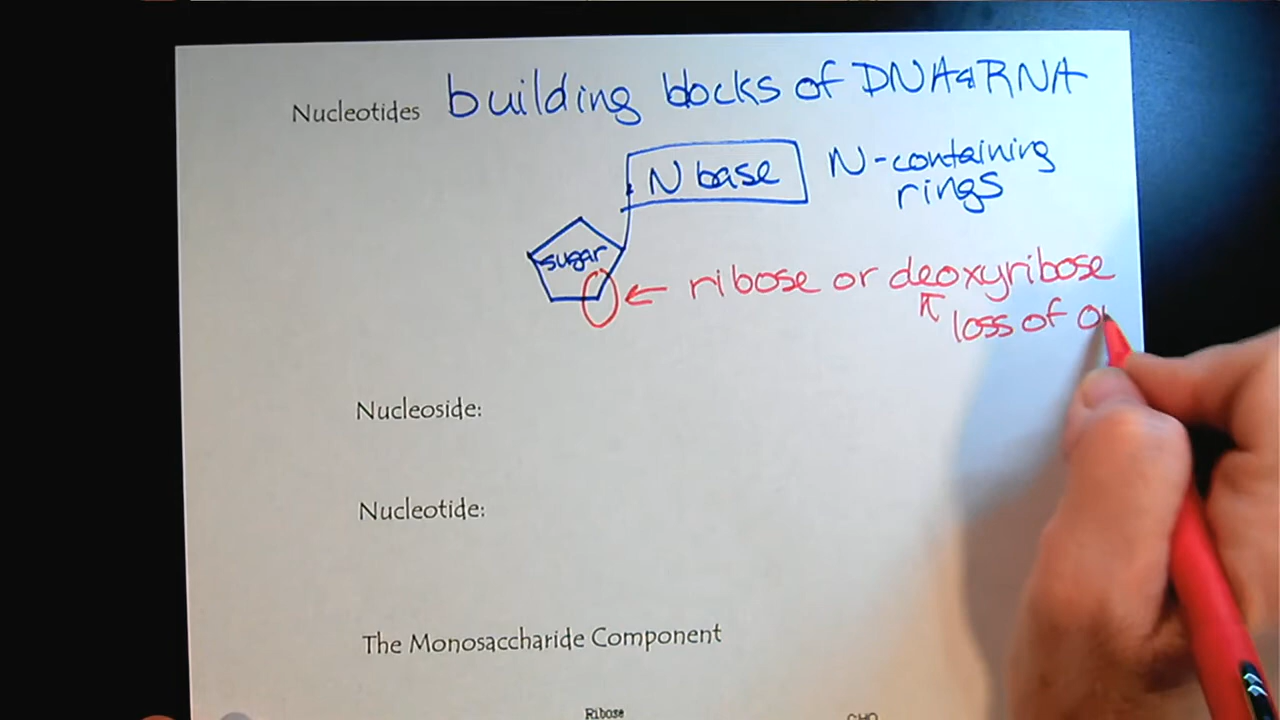 Nucleotides building blocks of DNA & RNA
N base N-containing
rings
sugar
← ribose or deoxyribose
loss of
Nucleoside:
Nucleotide:
The Monosaccharide Component
Ribose
CHO